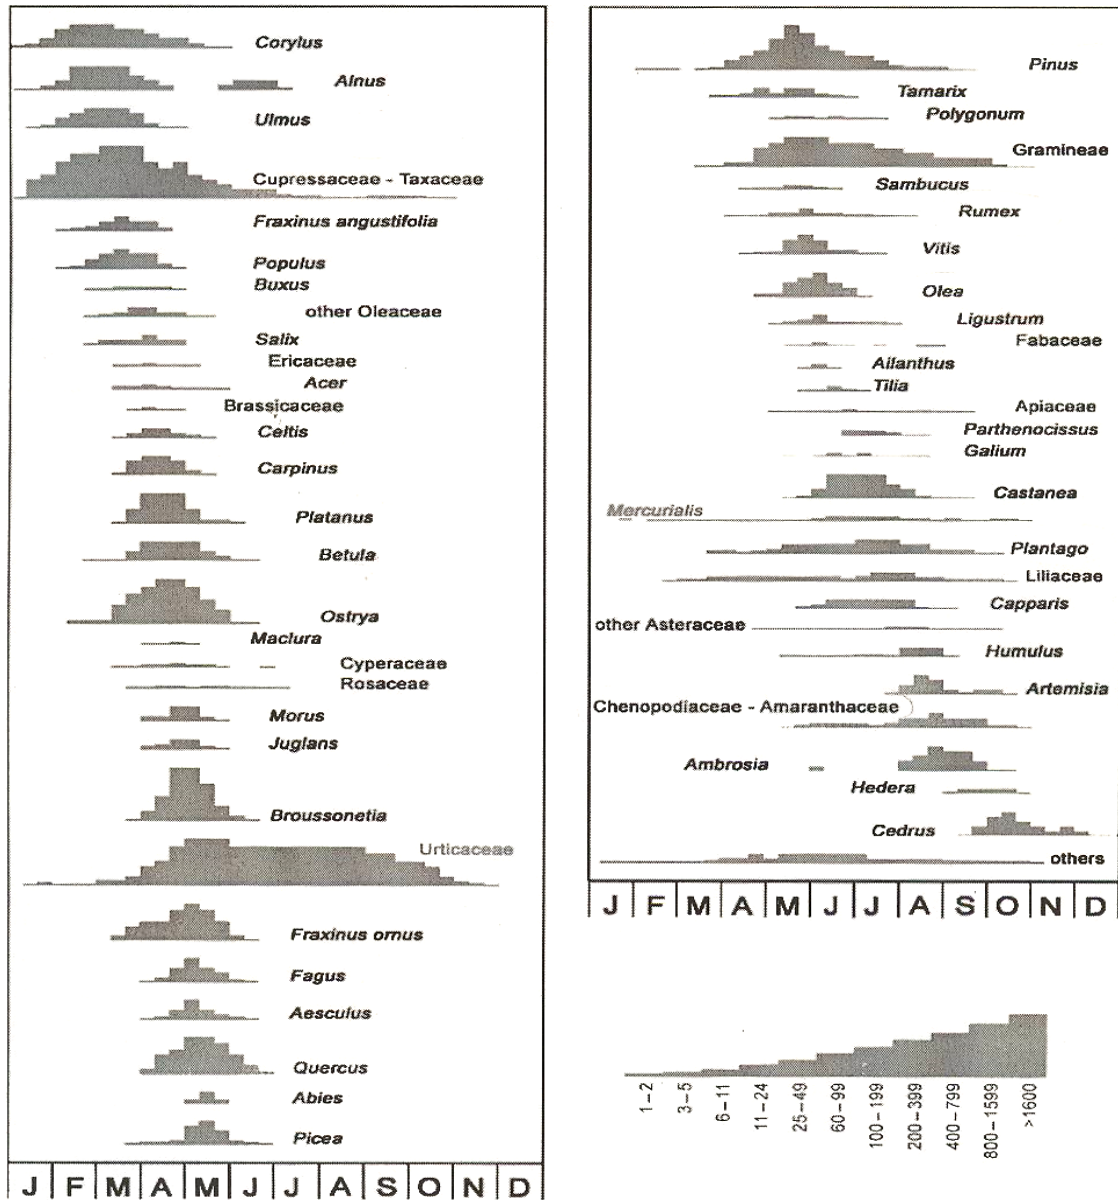 Corylus
Alnus
Ulmus
Cupressaceae - Taxaceae
Fraxinus angustifolia
Populus
Buxus
other Oleaceae
Salix
Ericaceae
Acer
Brassicaceae
Celtis
Carpinus
Platanus
Betula
Ostrya
Maclura
Cyperaceae
Rosaceae
Morus
Juglans
Broussonetia
Urticaceae
Fraxinus ornus
Fagus
Aesculus
Quercus
Abies
Picea
J F M A M J J A S O N D
Pinus
Tamarix
Polygonum
Gramineae
Sambucus
Rumex
Vitis
Olea
Ligustrum
Fabaceae
Ailanthus
Tilia
Apiaceae
Parthenocissus
Galium
Castanea
Mercurialis
Plantago
Liliaceae
Capparis
other Asteraceae
Humulus
Artemisia
Chenopodiaceae - Amaranthaceae
Ambrosia
Hedera
Cedrus
others
J F M A M J J A S O N D
1-2
3-5
6-11
11-24
25-49
60-99
100-199
200-399
400-799
800-1599
>1600